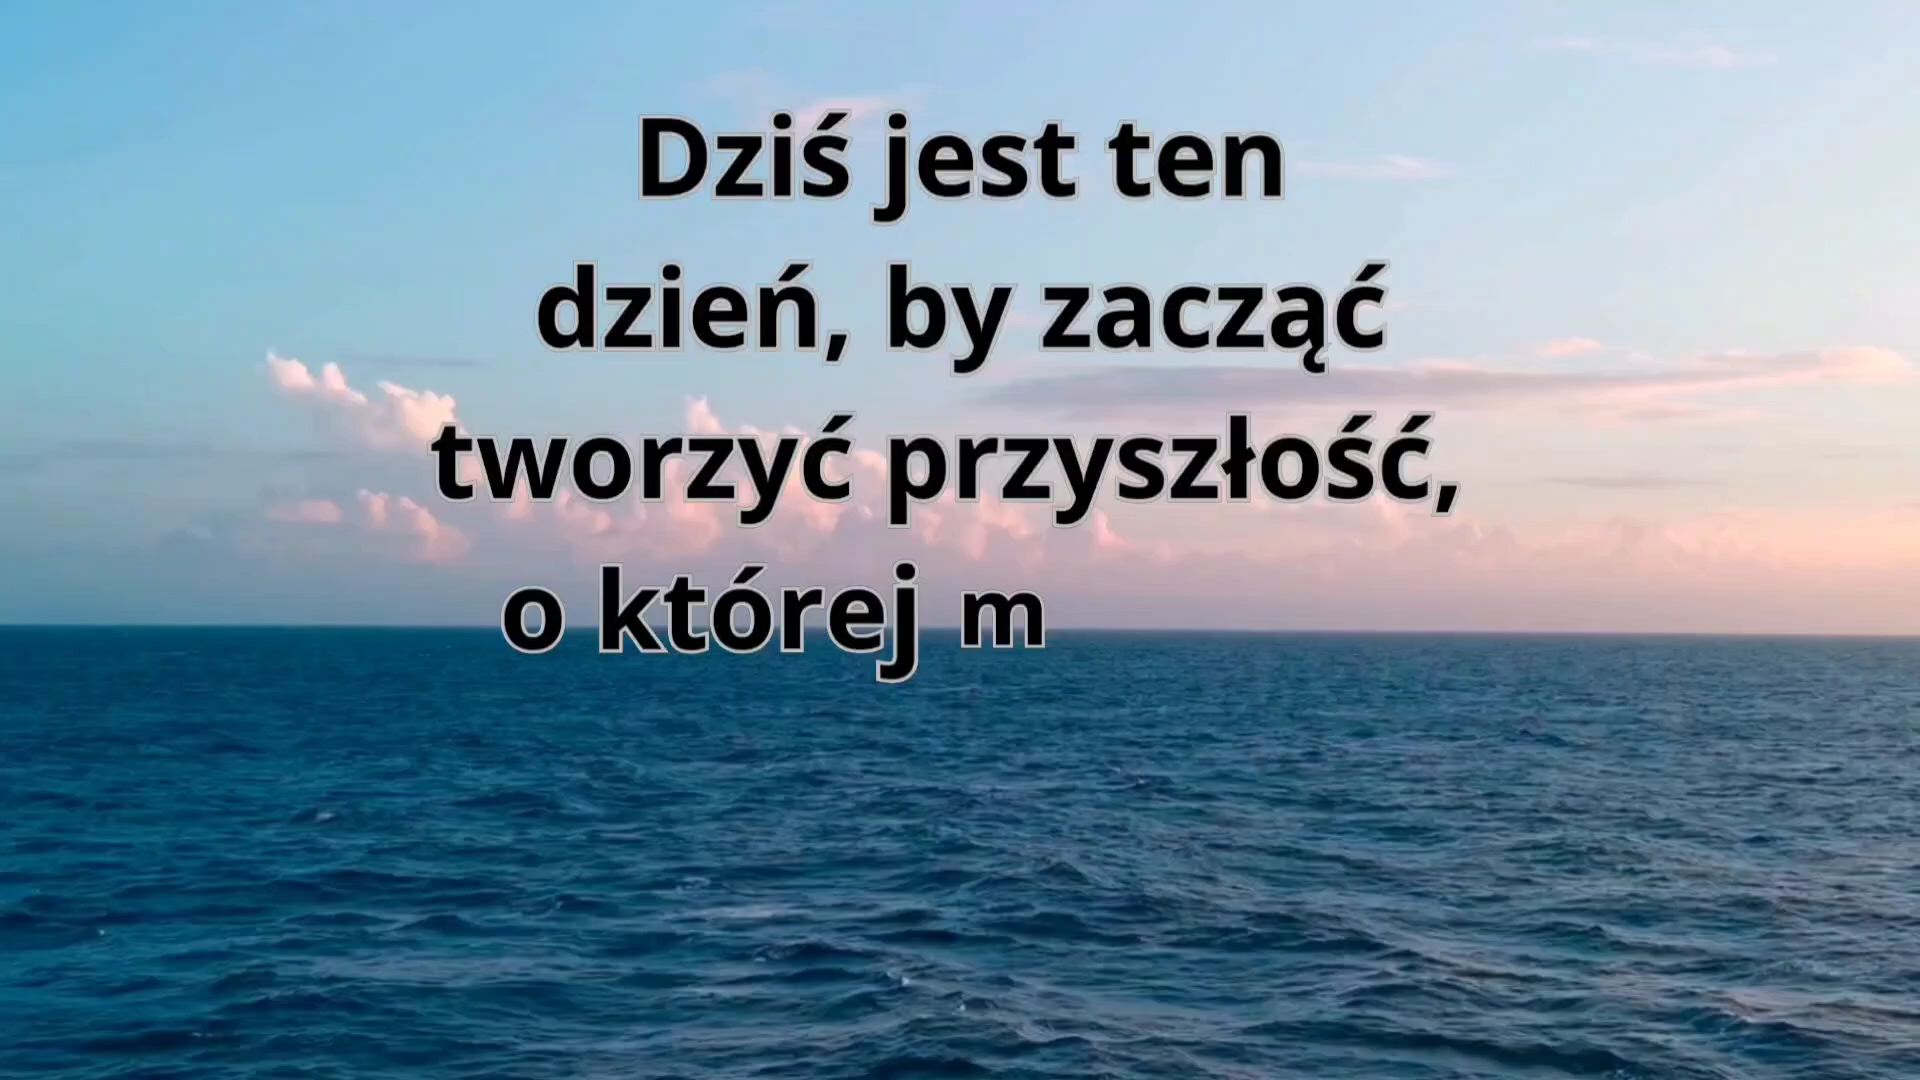 Dziś jest ten
dzień, by zacząć
tworzyć przyszłość,
o której m